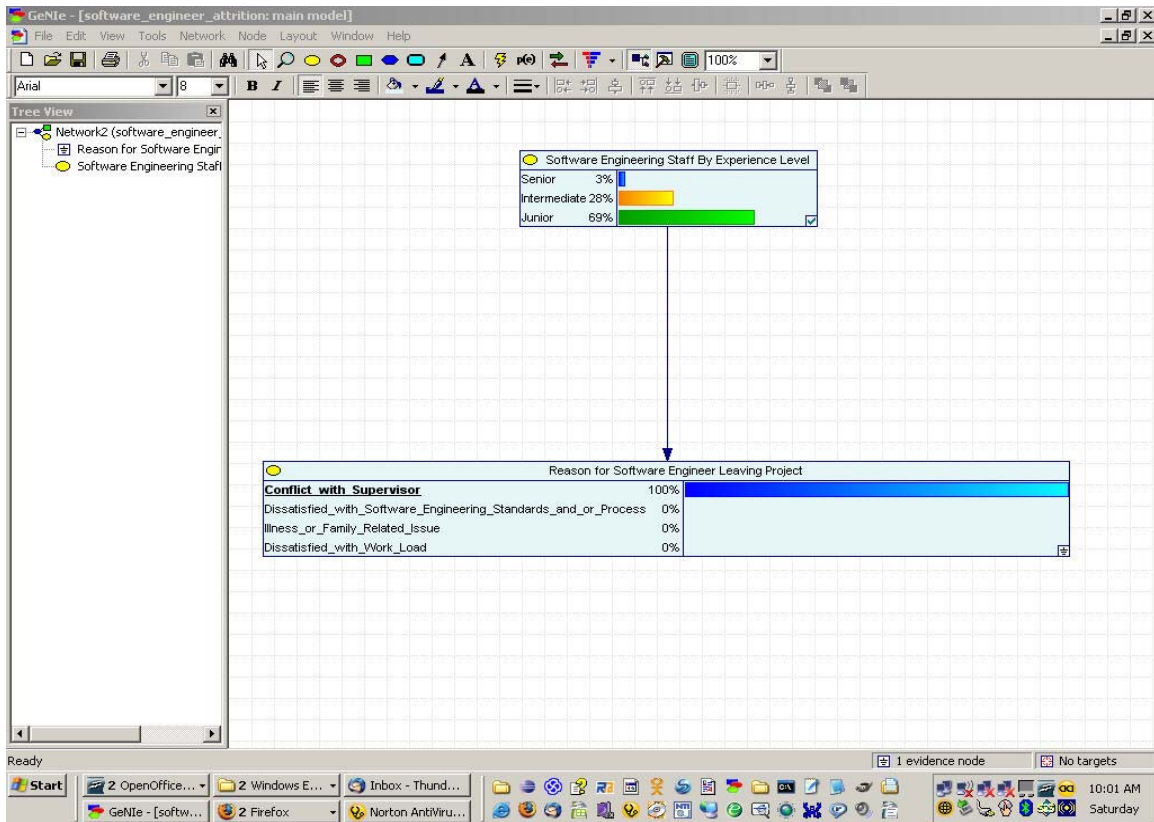 GeNIe - [software_engineer_attrition: main model]
File Edit View Tools Network Node Layout Window Help
A p(e) 100%
Arial 8 B I A
Tree View
Network2 (software_engineer_
Reason for Software Engir
Software Engineering Staff
Software Engineering Staff By Experience Level
Senior 3%
Intermediate 28%
Junior 69%
Reason for Software Engineer Leaving Project
Conflict_with_Supervisor 100%
Dissatisfied_with_Software_Engineering_Standards_and_or_Process 0%
Illness_or_Family_Related_Issue 0%
Dissatisfied_with_Work_Load 0%
Ready 1 evidence node No targets
Start 2 OpenOffice... 2 Windows E... Inbox - Thund... 10:01 AM
GeNIe - [softw... 2 Firefox Norton AntiViru... Saturday